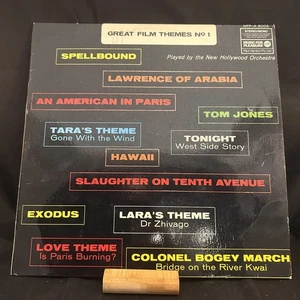 GREAT FILM THEMES Nº 1
STEREO/MONO
SPELLBOUND
Played by the New Hollywood Orchestra
LAWRENCE OF ARABIA
AN AMERICAN IN PARIS
TOM JONES
TARA'S THEME
Gone With the Wind
TONIGHT
West Side Story
HAWAII
SLAUGHTER ON TENTH AVENUE
EXODUS
LARA'S THEME
Dr Zhivago
LOVE THEME
Is Paris Burning?
COLONEL BOGEY MARCH
Bridge on the River Kwai